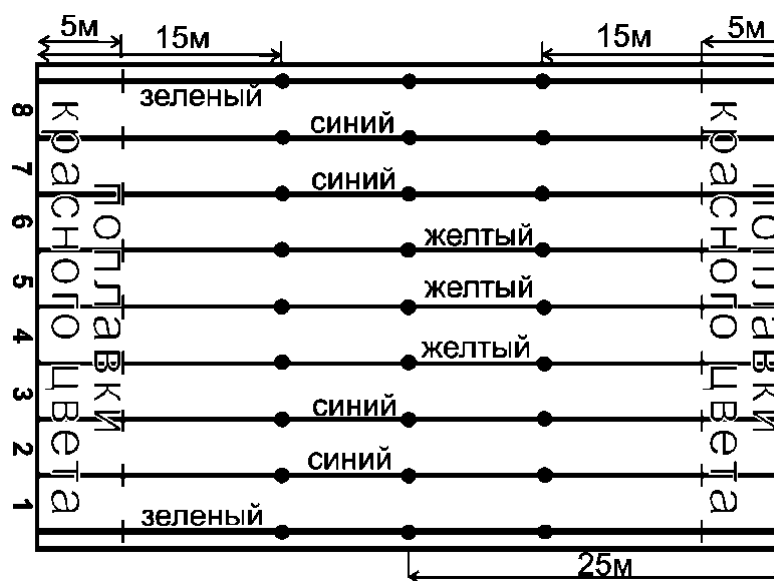 5м
15м
15м
5м
зеленый
8
синий
7
синий
6
желтый
5
желтый
4
желтый
3
синий
2
синий
1
зеленый
поплавки
красного цвета
поплавки
красного цвета
25м